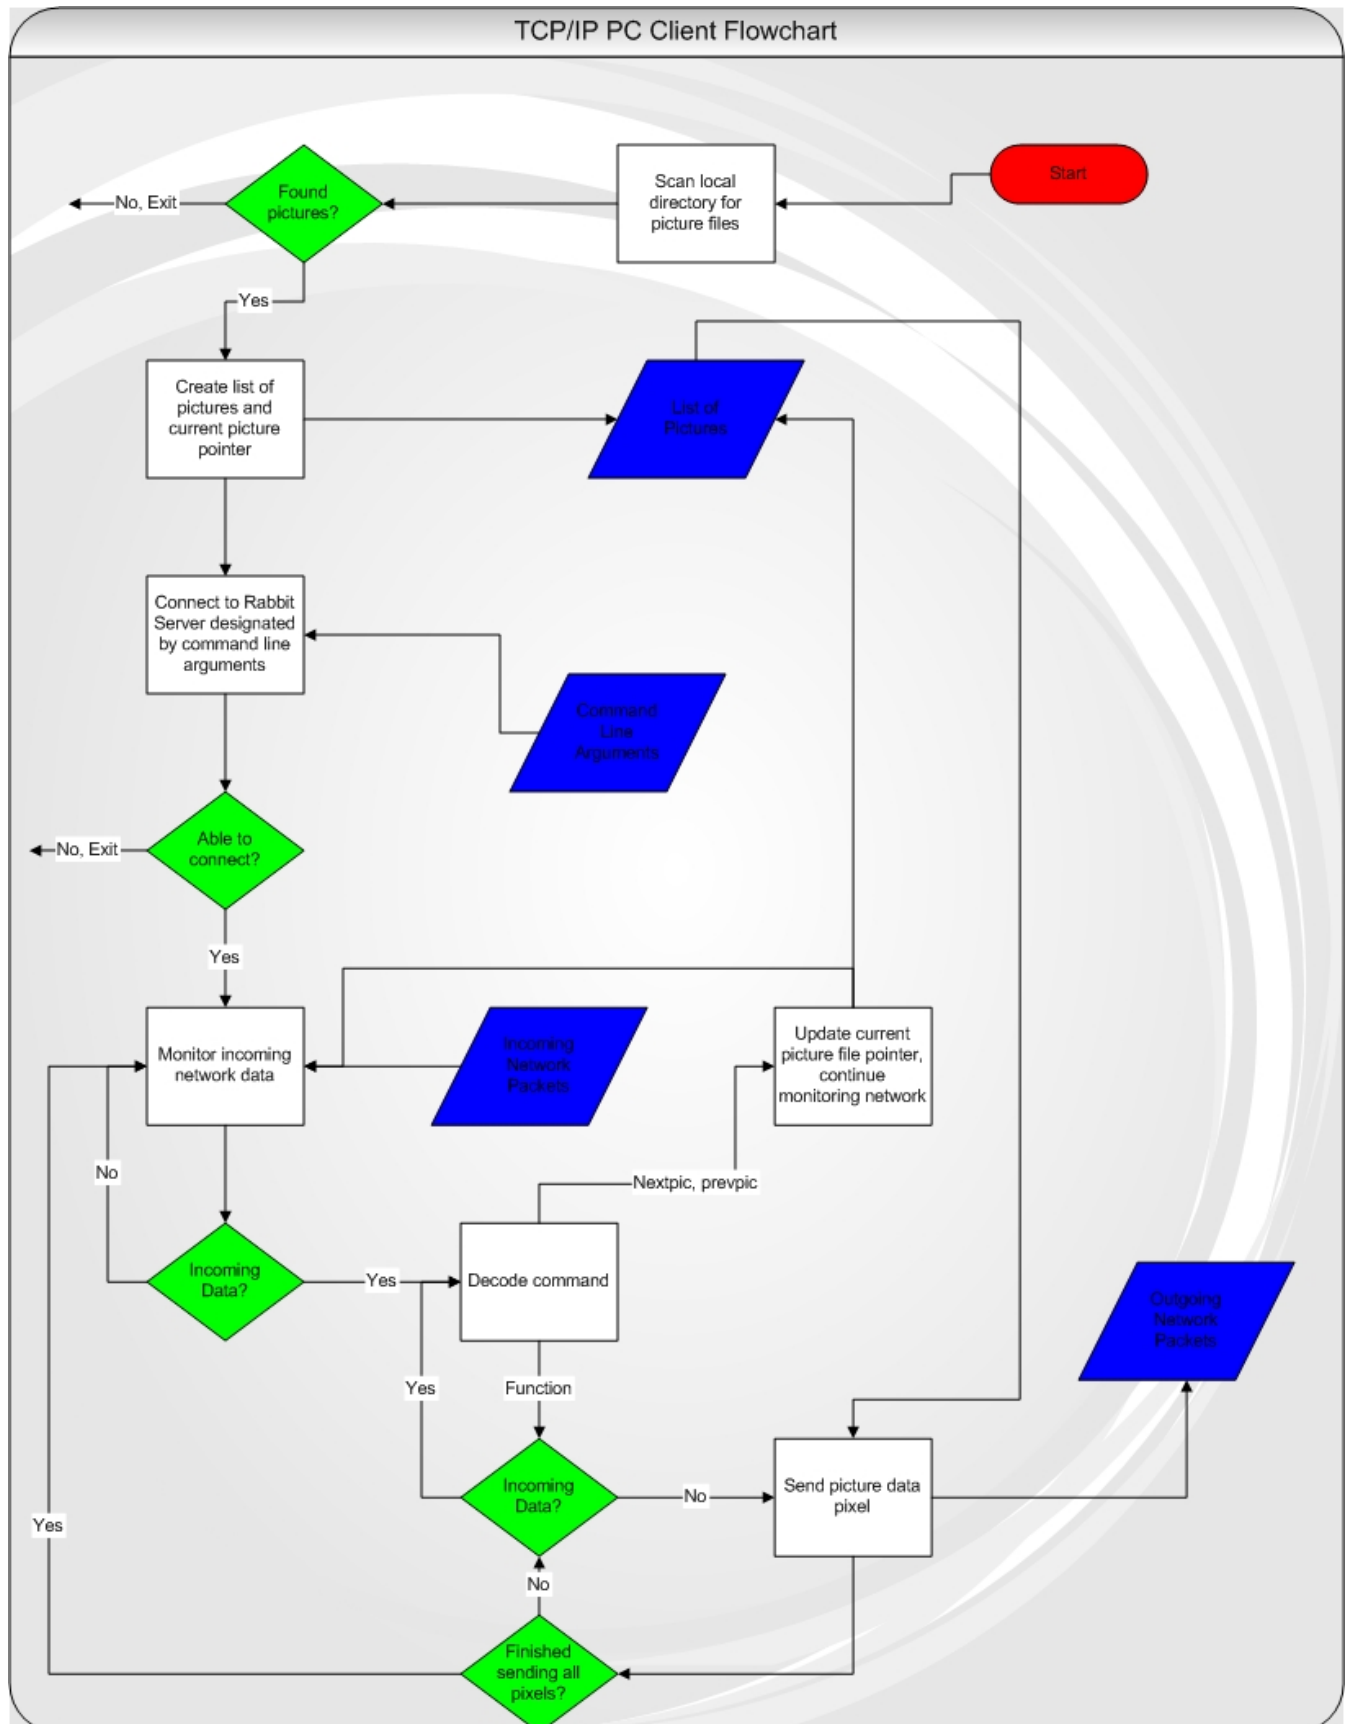 TCP/IP PC Client Flowchart
Start
Scan local
directory for
picture files
Found
pictures?
No, Exit
Yes
Create list of
pictures and
current picture
pointer
List of
Pictures
Connect to Rabbit
Server designated
by command line
arguments
Command
Line
Arguments
Able to
connect?
No, Exit
Yes
Monitor incoming
network data
Incoming
Network
Packets
Update current
picture file pointer,
continue
monitoring network
No
Nextpic, prevpic
Incoming
Data?
Yes
Decode command
Outgoing
Network
Packets
Yes
Function
Incoming
Data?
No
Send picture data
pixel
Yes
No
Finished
sending all
pixels?